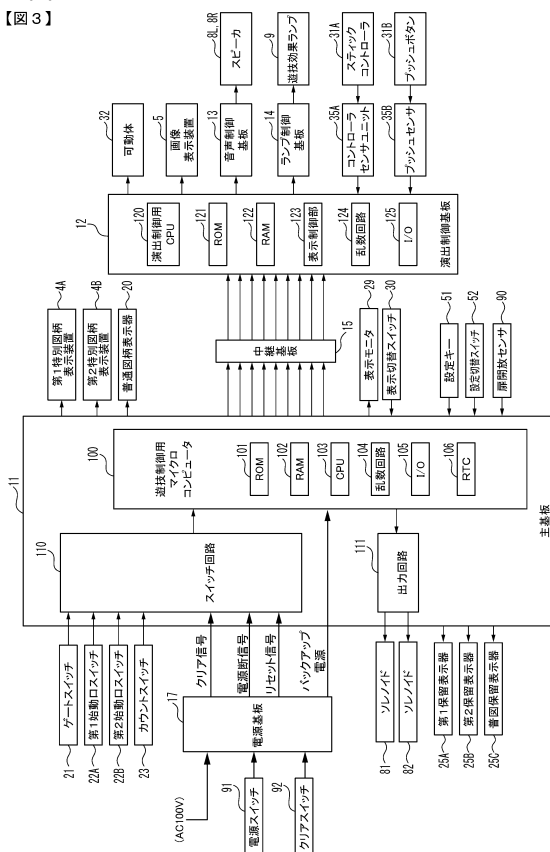 【図3】
32
可動体
5
画像
表示装置
13
音声制御
基板
8L, 8R
スピーカ
14
ランプ制御
基板
9
遊技効果ランプ
35A
コントローラ
センサユニット
31A
スティック
コントローラ
35B
プッシュセンサ
31B
プッシュボタン
12
120
演出制御用
CPU
121
ROM
122
RAM
123
表示制御部
124
乱数回路
125
I/O
演出制御基板
4A
第1特別図柄
表示装置
4B
第2特別図柄
表示装置
20
普通図柄表示器
中継
基板
15
29
表示モニタ
30
表示切替スイッチ
51
設定キー
52
設定切替スイッチ
90
扉開放センサ
11
100
遊技制御用
マイクロ
コンピュータ
101
ROM
102
RAM
103
CPU
104
乱数回路
105
I/O
106
RTC
主基板
110
スイッチ回路
111
出力回路
21
ゲートスイッチ
22A
第1始動口スイッチ
22B
第2始動口スイッチ
23
カウントスイッチ
クリア信号
電源断信号
リセット信号
バックアップ
電源
17
電源基板
(AC100V)
91
電源スイッチ
92
クリアスイッチ
81
ソレノイド
82
ソレノイド
25A
第1保留表示器
25B
第2保留表示器
25C
普図保留表示器